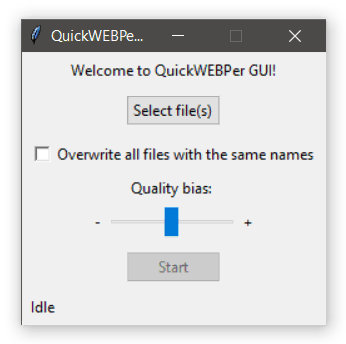 QuickWEBPe...
Welcome to QuickWEBPer GUI!
Select file(s)
Overwrite all files with the same names
Quality bias:
- +
Start
Idle